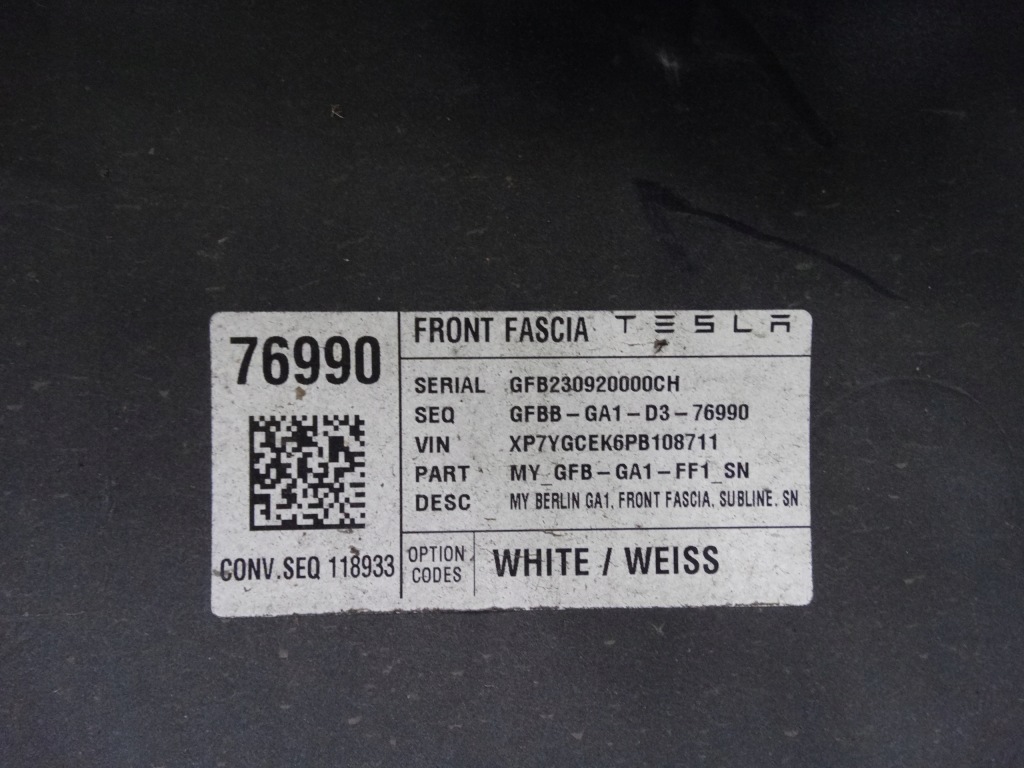 76990
CONV.SEQ 118933
FRONT FASCIA TESLA
SERIAL GFB230920000CH
SEQ GFBB-GA1-D3-76990
VIN XP7YGCEK6PB108711
PART MY_GFB-GA1-FF1_SN
DESC MY BERLIN GA1, FRONT FASCIA, SUBLINE, SN
OPTION CODES WHITE / WEISS